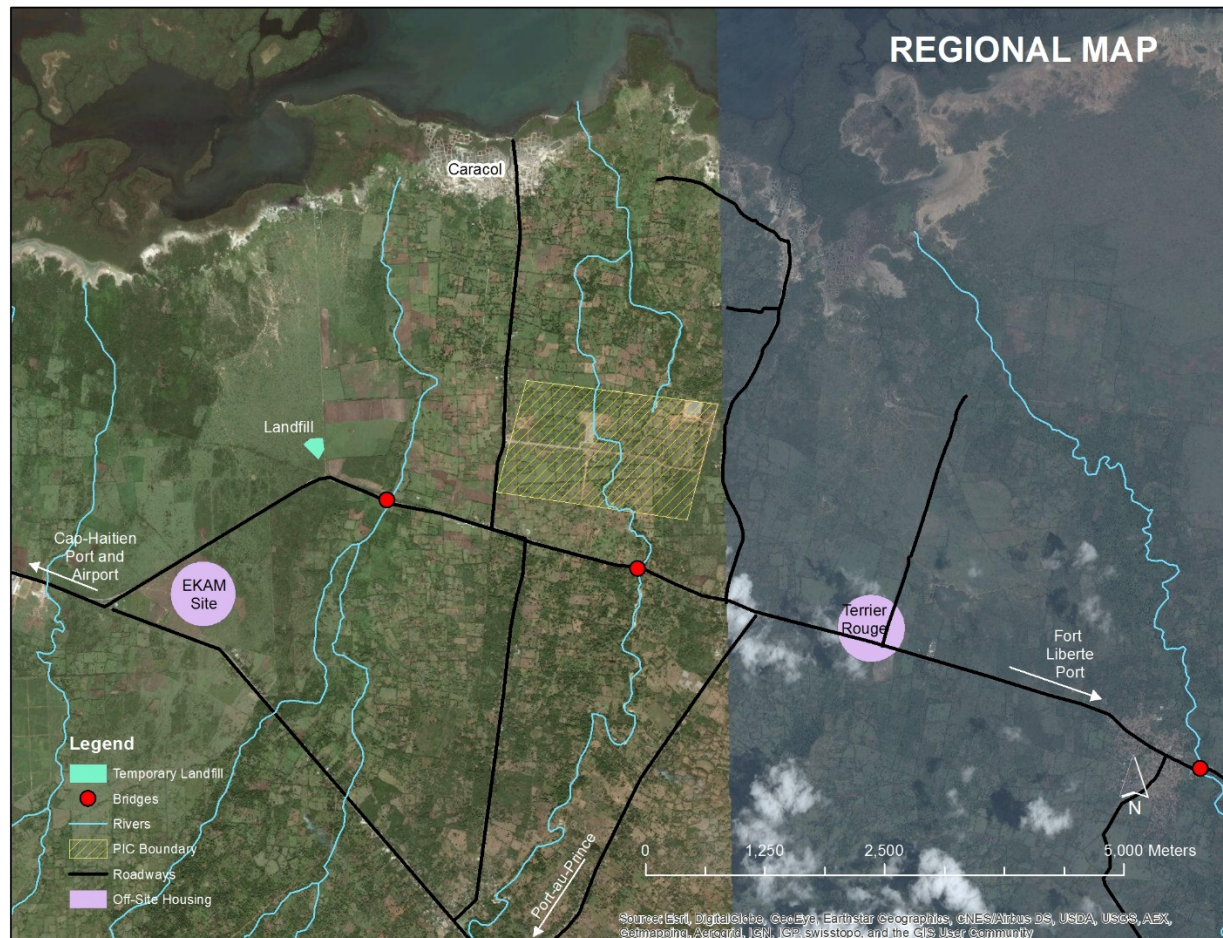 REGIONAL MAP
Caracol
Landfill
Cap-Haitien
Port and
Airport
EKAM
Site
Terrier
Rouge
Fort
Liberte
Port
Legend
Temporary Landfill
Bridges
Rivers
PIC Boundary
Roadways
Off-Site Housing
Port-au-Prince
N
0 1,250 2,500 5,000 Meters
Source: Esri, DigitalGlobe, GeoEye, Earthstar Geographics, CNES/Airbus DS, USDA, USGS, AEX,
Getmapping, Aerogrid, IGN, IGP, swisstopo, and the GIS User Community